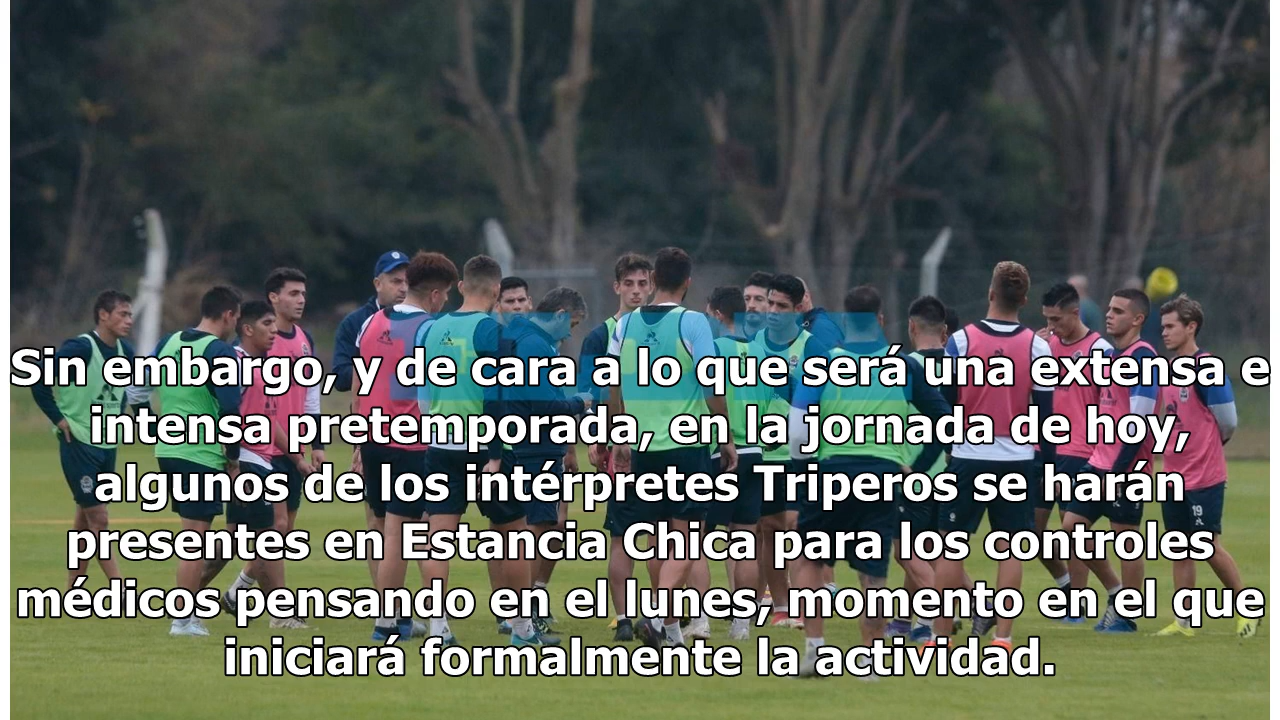 Sin embargo, y de cara a lo que será una extensa e
intensa pretemporada, en la jornada de hoy,
algunos de los intérpretes Triperos se harán
presentes en Estancia Chica para los controles
médicos pensando en el lunes, momento en el que
iniciará formalmente la actividad.
19